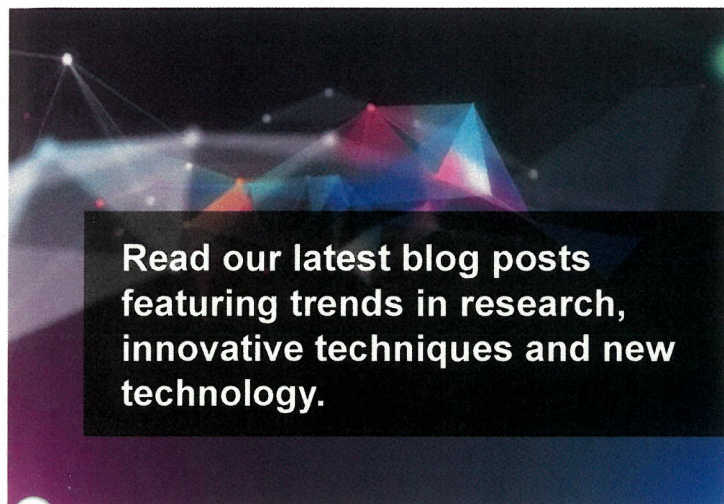 Read our latest blog posts
featuring trends in research,
innovative techniques and new
technology.